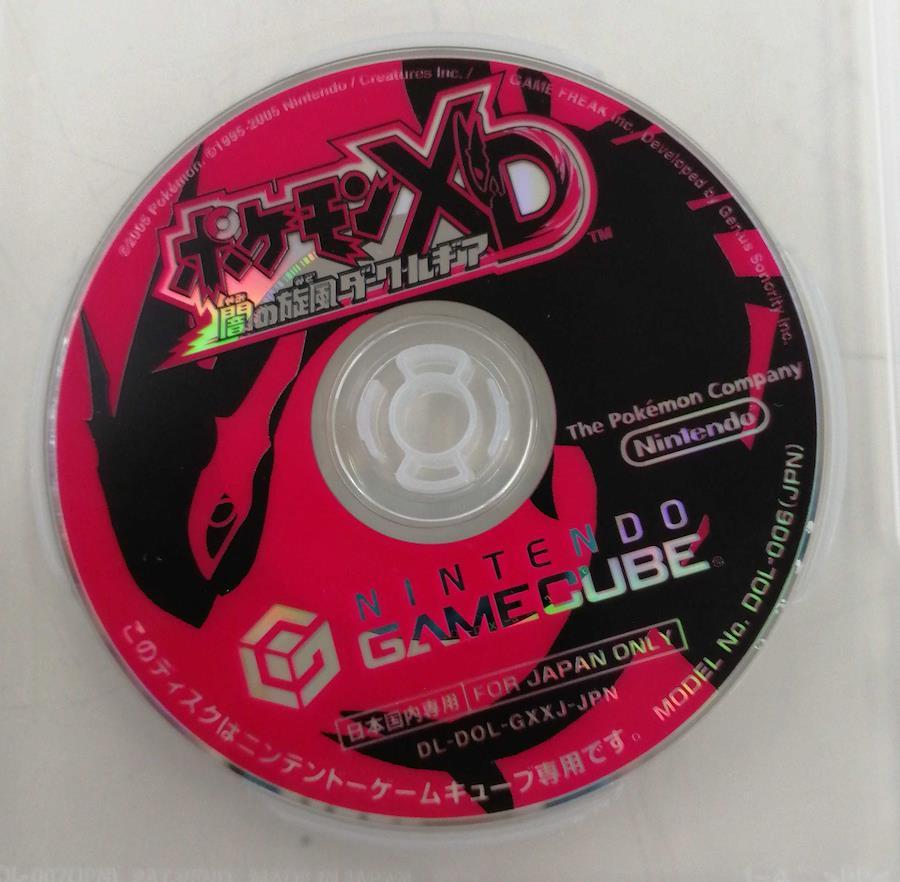 ©2005 Pokémon. ©1995-2005 Nintendo / Creatures Inc. / GAME FREAK inc. Developed by Genius Sonority Inc.
ポケモンXD
TM
闇の旋風ダーク・ルギア
The Pokémon Company
Nintendo
NINTENDO
GAMECUBE
日本国内専用 FOR JAPAN ONLY
DL-DOL-GXXJ-JPN
MODEL No. DOL-006(JPN)
このディスクはニンテンドーゲームキューブ専用です。